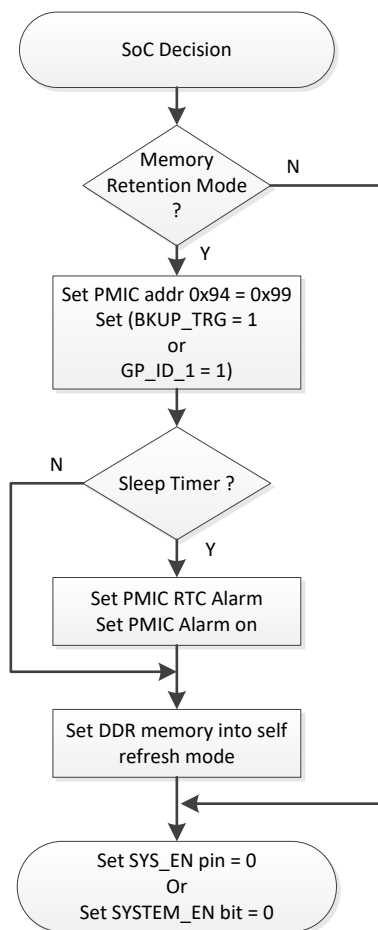 SoC Decision
Memory
Retention Mode
?
N
Y
Set PMIC addr 0x94 = 0x99
Set (BKUP_TRG = 1
or
GP_ID_1 = 1)
N
Sleep Timer ?
Y
Set PMIC RTC Alarm
Set PMIC Alarm on
Set DDR memory into self
refresh mode
Set SYS_EN pin = 0
Or
Set SYSTEM_EN bit = 0